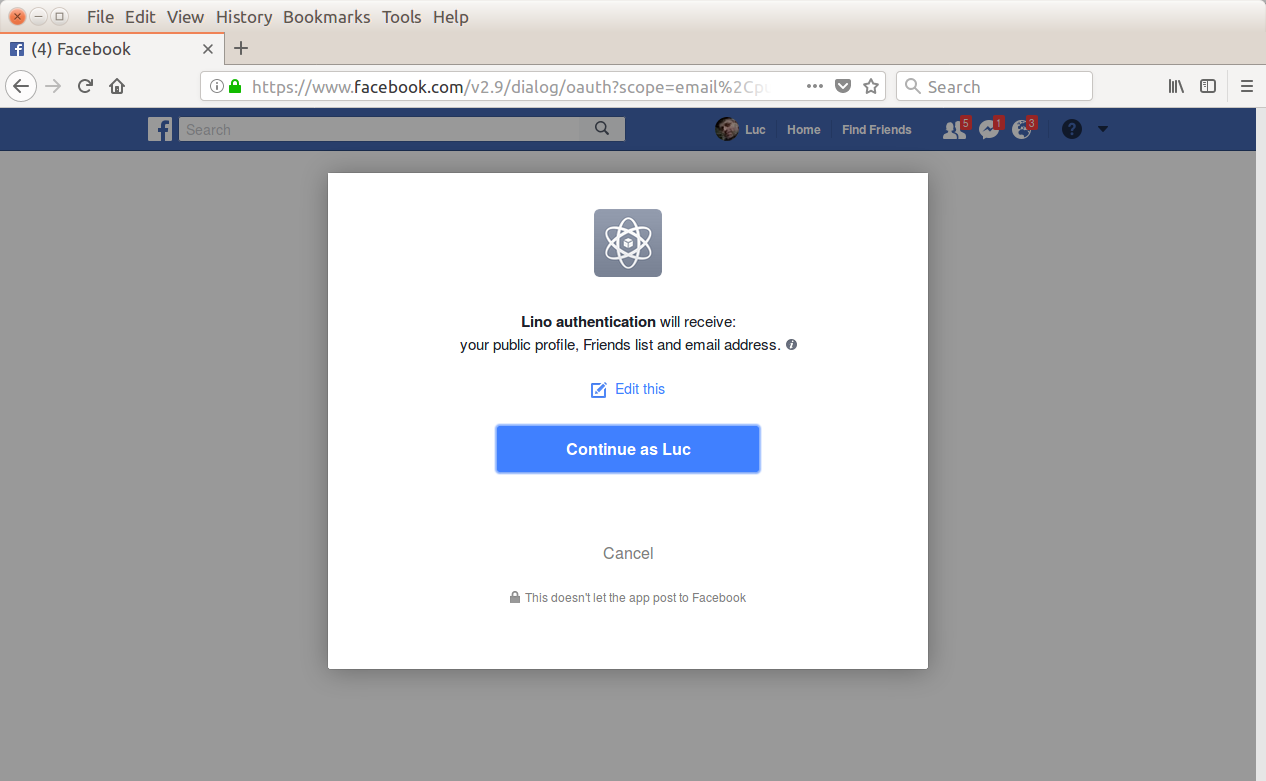 File Edit View History Bookmarks Tools Help
(4) Facebook
https://www.facebook.com/v2.9/dialog/oauth?scope=email%2Cpu
Search
Search
Luc Home Find Friends 5 1 3 ?
Lino authentication will receive:
your public profile, Friends list and email address.
Edit this
Continue as Luc
Cancel
This doesn't let the app post to Facebook